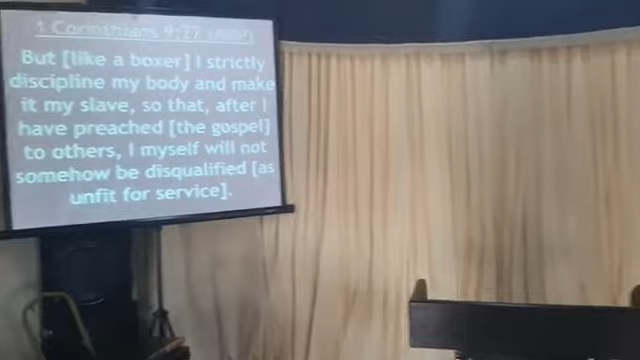 1 Corinthians 9:27 (AMP)
But [like a boxer] I strictly
discipline my body and make
it my slave, so that, after I
have preached [the gospel]
to others, I myself will not
somehow be disqualified [as
unfit for service].